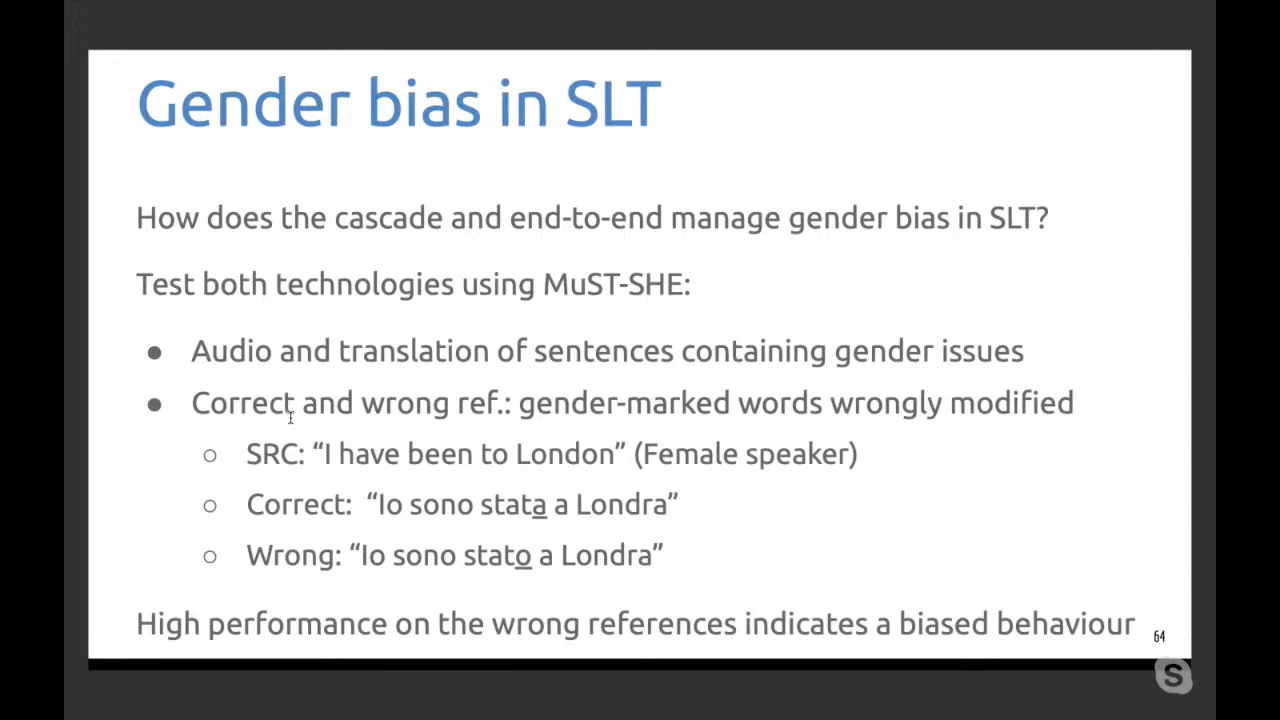 Gender bias in SLT
How does the cascade and end-to-end manage gender bias in SLT?
Test both technologies using MuST-SHE:
● Audio and translation of sentences containing gender issues
● Correct and wrong ref.: gender-marked words wrongly modified
○ SRC: “I have been to London” (Female speaker)
○ Correct: “Io sono stata a Londra”
○ Wrong: “Io sono stato a Londra”
High performance on the wrong references indicates a biased behaviour
64
S